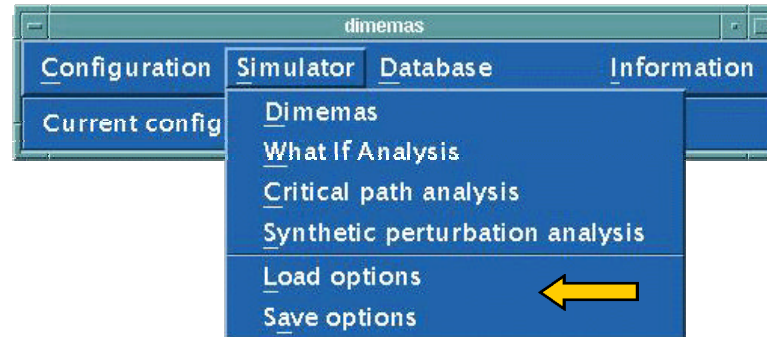 dimemas
Configuration Simulator Database Information
Current config
Dimemas
What If Analysis
Critical path analysis
Synthetic perturbation analysis
Load options
Save options